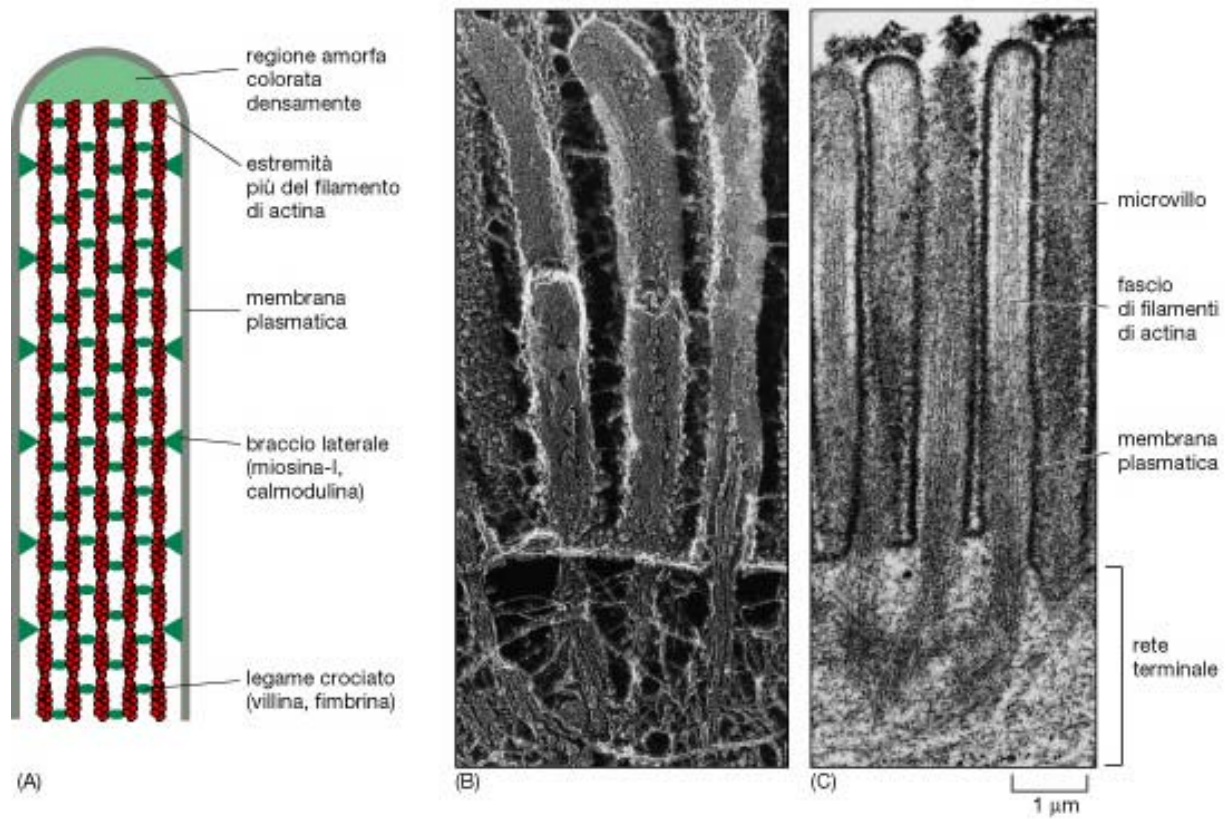 regione amorfa
colorata
densamente
estremità
più del filamento
di actina
membrana
plasmatica
braccio laterale
(miosina-I,
calmodulina)
legame crociato
(villina, fimbrina)
(A)
(B)
microvillo
fascio
di filamenti
di actina
membrana
plasmatica
rete
terminale
(C)
1 μm